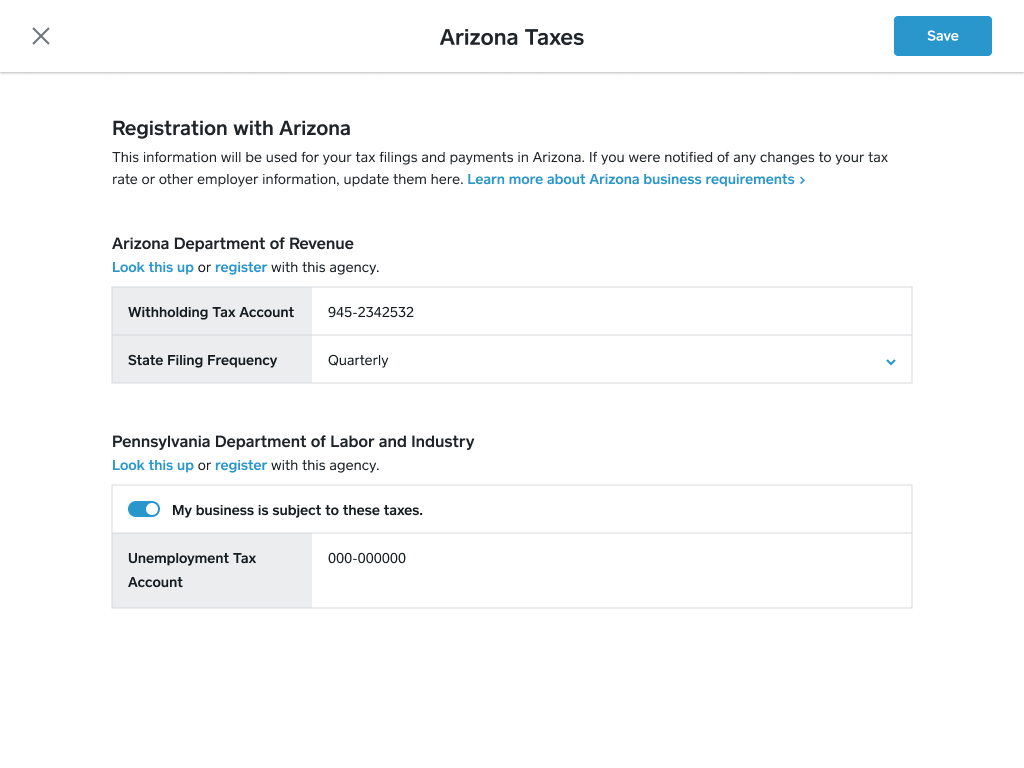 Arizona Taxes
Save
Registration with Arizona
This information will be used for your tax filings and payments in Arizona. If you were notified of any changes to your tax
rate or other employer information, update them here. Learn more about Arizona business requirements >
Arizona Department of Revenue
Look this up or register with this agency.
Withholding Tax Account 945-2342532
State Filing Frequency Quarterly
Pennsylvania Department of Labor and Industry
Look this up or register with this agency.
My business is subject to these taxes.
Unemployment Tax 000-000000
Account